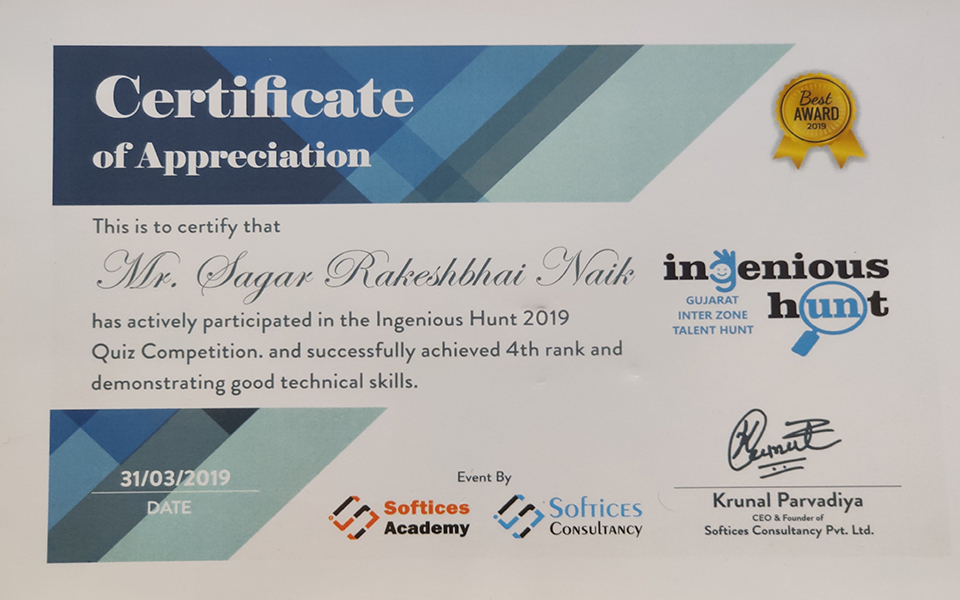 Certificate
of Appreciation
Best
AWARD
2019
This is to certify that
Mr. Sagar Rakeshbhai Naik
has actively participated in the Ingenious Hunt 2019
Quiz Competition. and successfully achieved 4th rank and
demonstrating good technical skills.
ingenious
hunt
GUJARAT
INTER ZONE
TALENT HUNT
31/03/2019
DATE
Event By
Softices
Academy
Softices
Consultancy
Krunal Parvadiya
CEO & Founder of
Softices Consultancy Pvt. Ltd.